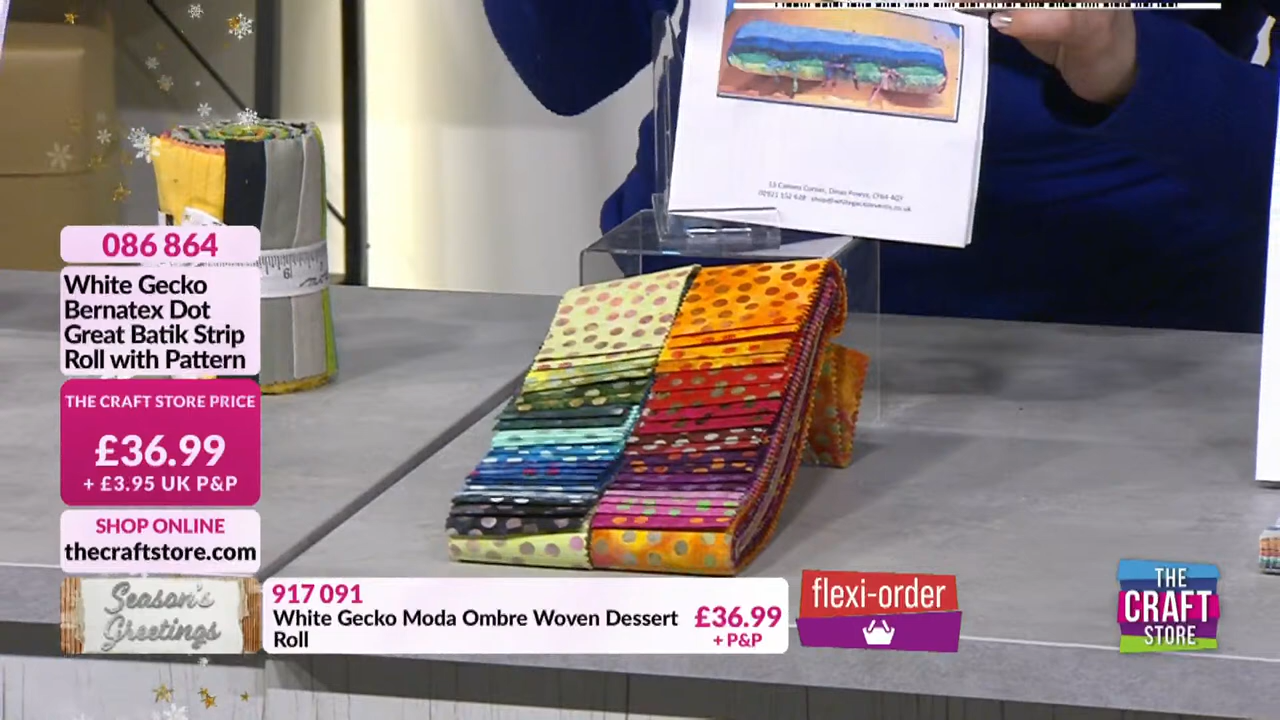 086 864
White Gecko
Bernatex Dot
Great Batik Strip
Roll with Pattern
THE CRAFT STORE PRICE
£36.99
+ £3.95 UK P&P
SHOP ONLINE
thecraftstore.com
Season's
Greetings
917 091
White Gecko Moda Ombre Woven Dessert
Roll
£36.99
+ P&P
flexi-order
THE
CRAFT
STORE